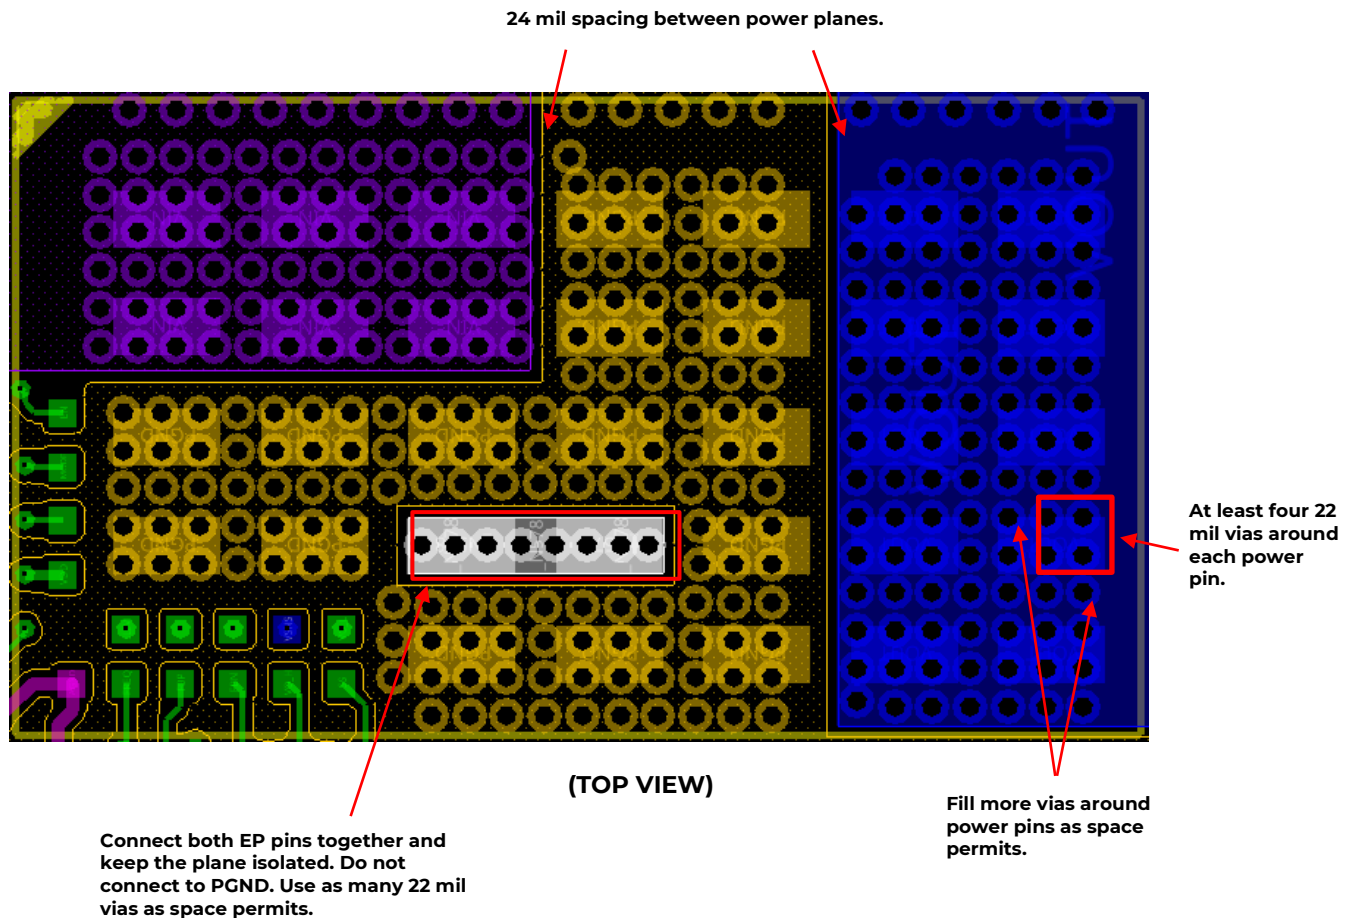 24 mil spacing between power planes.
At least four 22
mil vias around
each power
pin.
(TOP VIEW)
Fill more vias around
power pins as space
permits.
Connect both EP pins together and
keep the plane isolated. Do not
connect to PGND. Use as many 22 mil
vias as space permits.